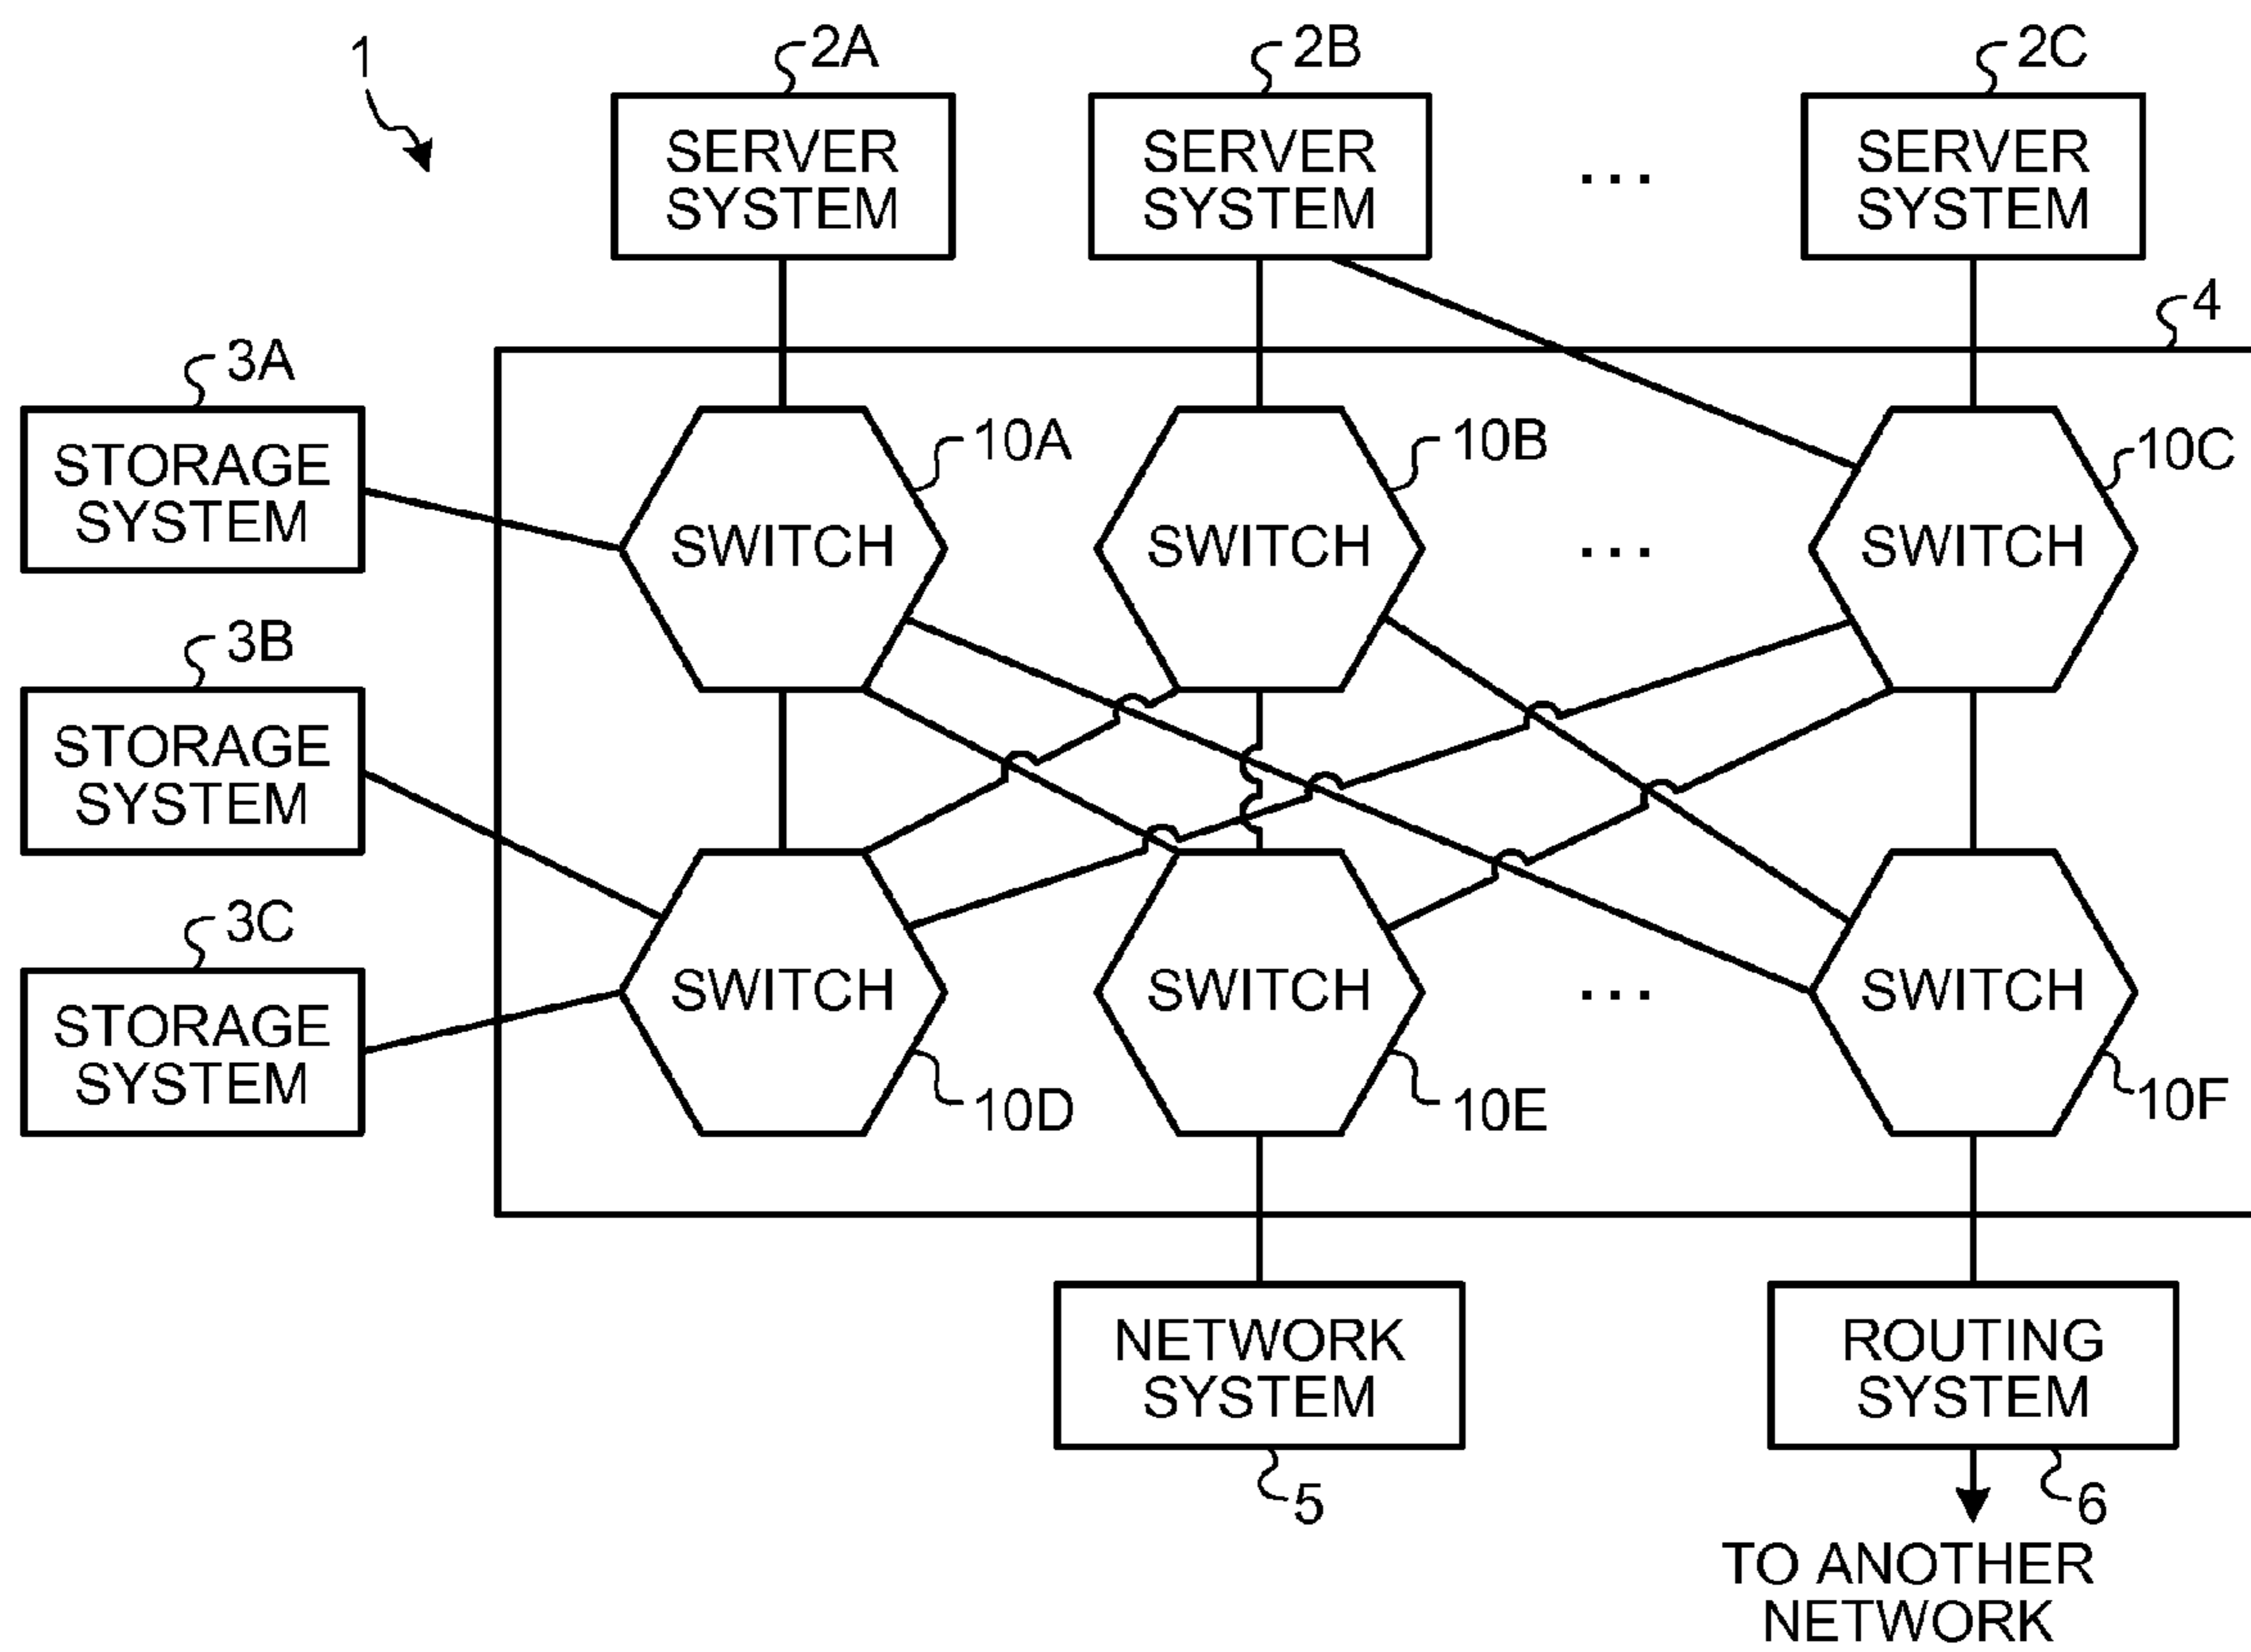 1
2A
2B
2C
SERVER
SYSTEM
SERVER
SYSTEM
...
SERVER
SYSTEM
4
3A
STORAGE
SYSTEM
10A
10B
10C
SWITCH
SWITCH
...
SWITCH
3B
STORAGE
SYSTEM
3C
STORAGE
SYSTEM
SWITCH
SWITCH
...
SWITCH
10D
10E
10F
NETWORK
SYSTEM
ROUTING
SYSTEM
5
6
TO ANOTHER
NETWORK